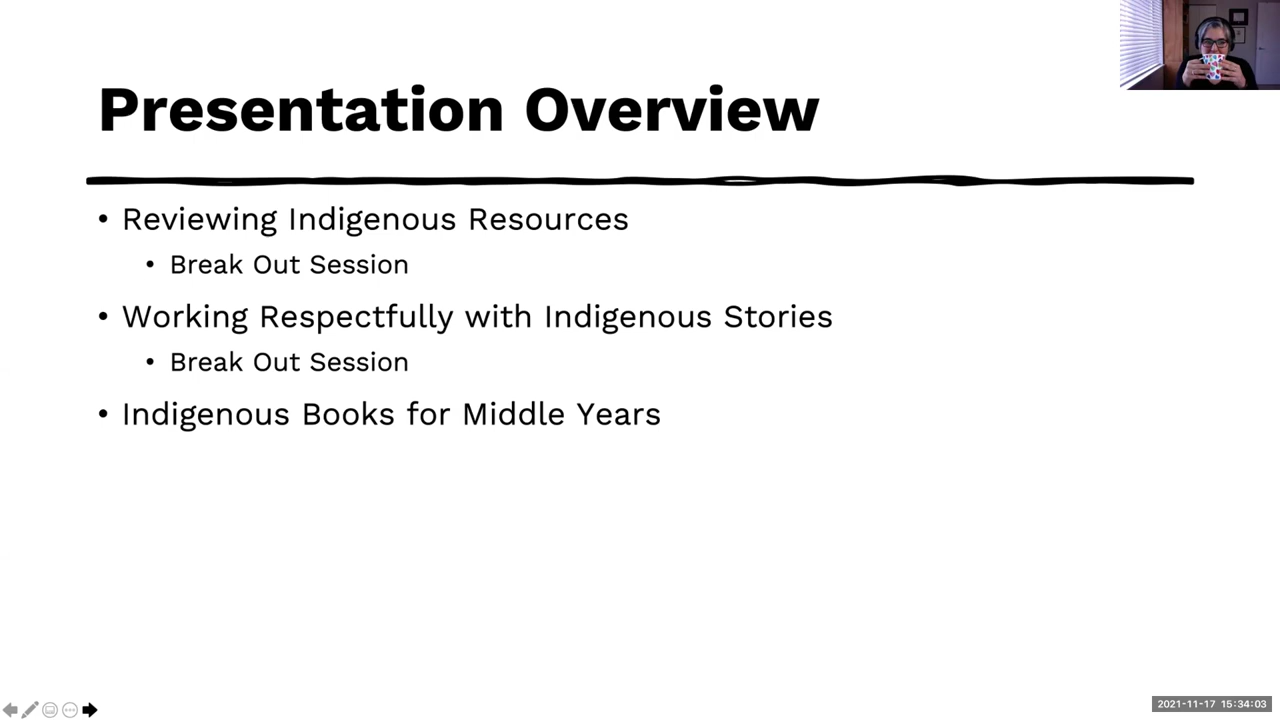 Presentation Overview
• Reviewing Indigenous Resources
• Break Out Session
• Working Respectfully with Indigenous Stories
• Break Out Session
• Indigenous Books for Middle Years
2021-11-17 15:34:03